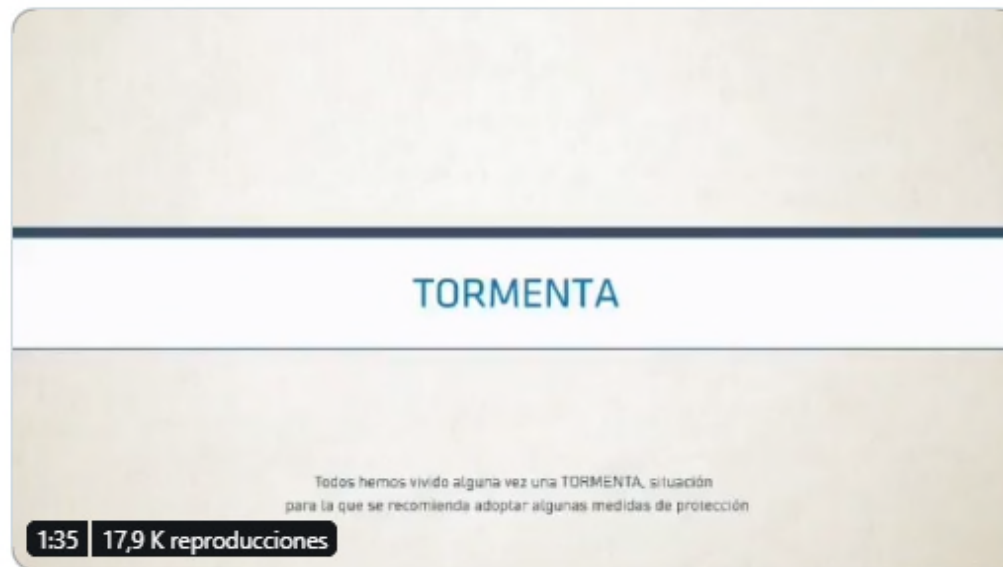 TORMENTA
Todos hemos vivido alguna vez una TORMENTA, situación
para la que se recomienda adoptar algunas medidas de protección
1:35 17,9 K reproducciones